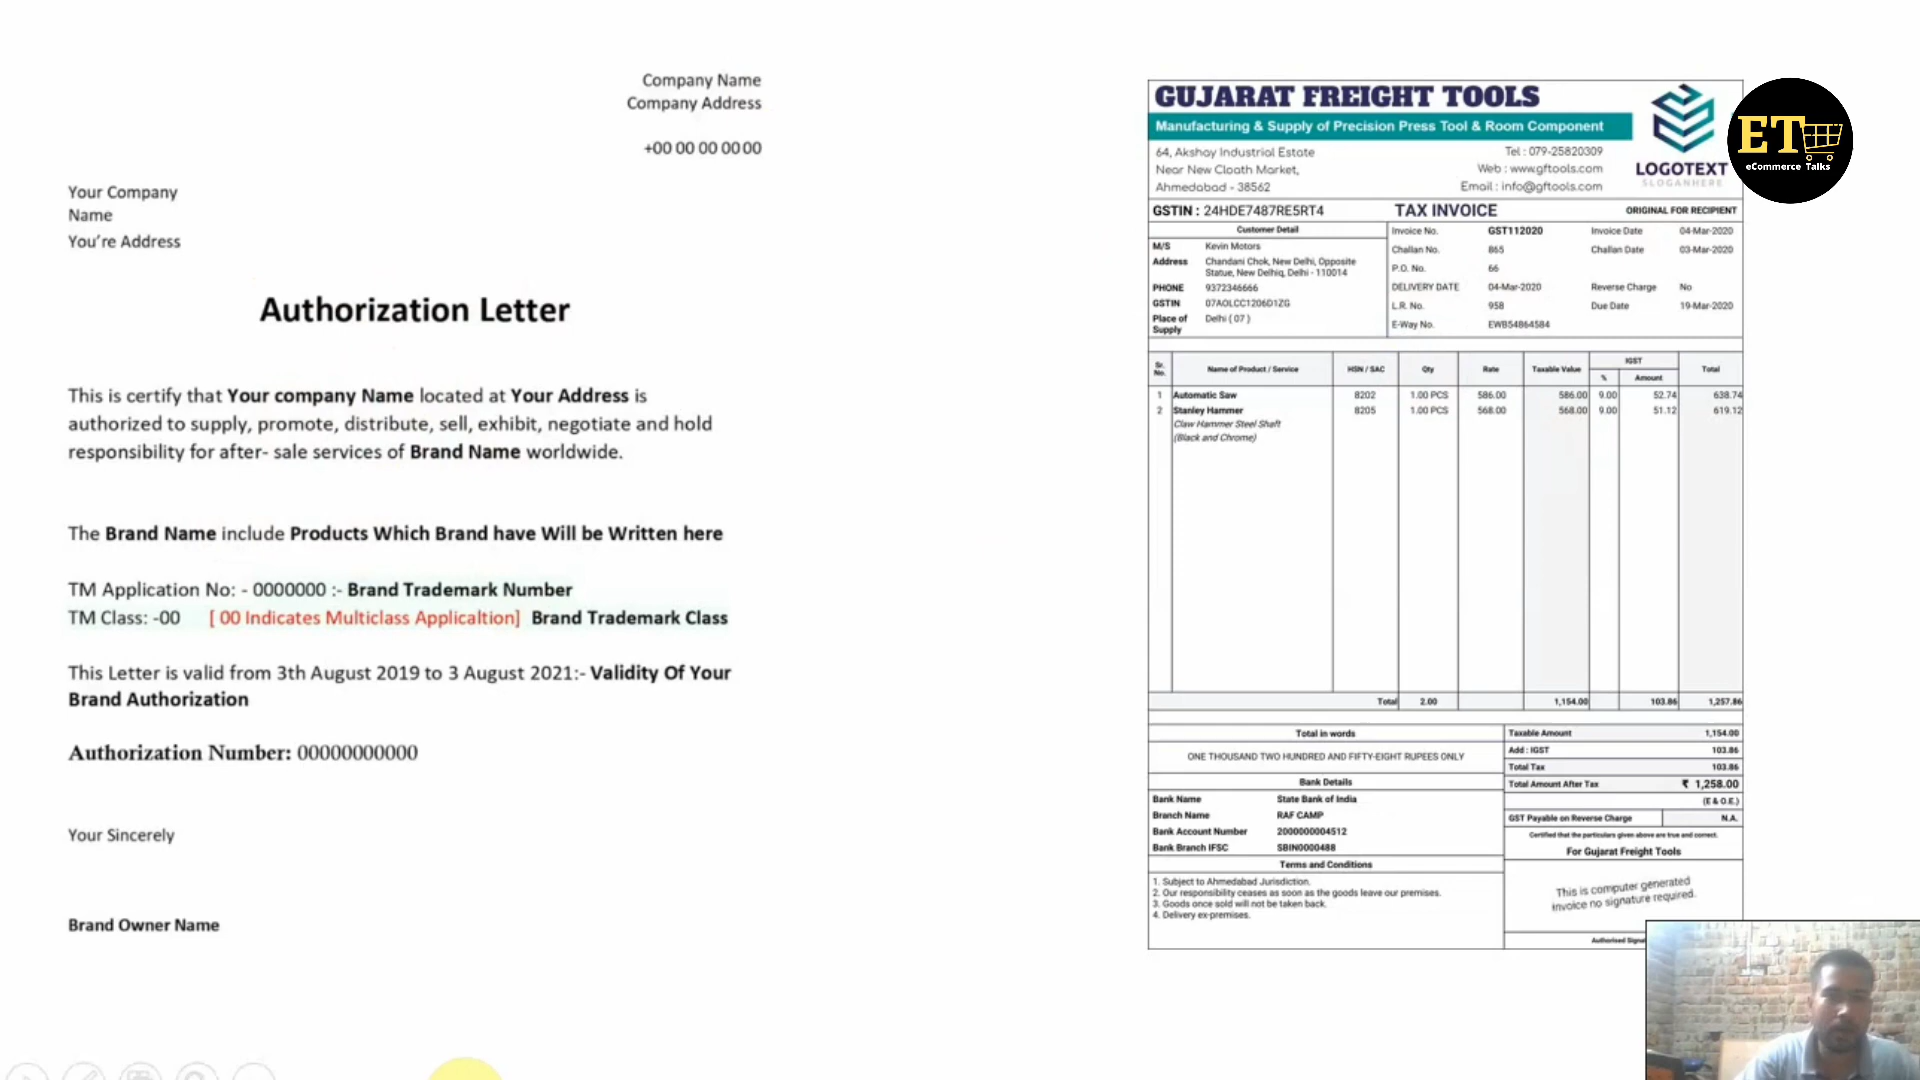 Company Name
Company Address
+00 00 00 00 00
Your Company
Name
You're Address
Authorization Letter
This is certify that Your company Name located at Your Address is
authorized to supply, promote, distribute, sell, exhibit, negotiate and hold
responsibility for after- sale services of Brand Name worldwide.
The Brand Name include Products Which Brand have Will be Written here
TM Application No: - 0000000 :- Brand Trademark Number
TM Class: -00 [ 00 Indicates Multiclass Applicaltion] Brand Trademark Class
This Letter is valid from 3th August 2019 to 3 August 2021:- Validity Of Your
Brand Authorization
Authorization Number: 00000000000
Your Sincerely
Brand Owner Name
GUJARAT FREIGHT TOOLS
Manufacturing & Supply of Precision Press Tool & Room Component
64, Akshay Industrial Estate Tel : 079-25820309
Near New Cloath Market, Web : www.gftools.com
Ahmedabad - 38562 Email : info@gftools.com
LOGOTEXT
SLOGANHERE
ET
eCommerce Talks
GSTIN : 24HDE7487RE5RT4 TAX INVOICE ORIGINAL FOR RECIPIENT
Customer Detail
M/S Kevin Motors
Address Chandani Chok, New Delhi, Opposite
Statue, New Delhiq, Delhi - 110014
PHONE 9372346666
GSTIN 07AOLCC1206D1ZG
Place of Delhi ( 07 )
Supply
Invoice No. GST112020 Invoice Date 04-Mar-2020
Challan No. 865 Challan Date 03-Mar-2020
P.O. No. 66
DELIVERY DATE 04-Mar-2020 Reverse Charge No
L.R. No. 958 Due Date 19-Mar-2020
E-Way No. EWB54864584
Sr. No. Name of Product / Service HSN / SAC Qty Rate Taxable Value IGST Total
% Amount
1 Automatic Saw 8202 1.00 PCS 586.00 586.00 9.00 52.74 638.74
2 Stanley Hammer 8205 1.00 PCS 568.00 568.00 9.00 51.12 619.12
Claw Hammer Steel Shaft
(Black and Chrome)
Total 2.00 1,154.00 103.86 1,257.86
Total in words
ONE THOUSAND TWO HUNDRED AND FIFTY-EIGHT RUPEES ONLY
Bank Details
Bank Name State Bank of India
Branch Name RAF CAMP
Bank Account Number 2000000004512
Bank Branch IFSC SBIN0000488
Terms and Conditions
1. Subject to Ahmedabad Jurisdiction.
2. Our responsibility ceases as soon as the goods leave our premises.
3. Goods once sold will not be taken back.
4. Delivery ex-premises.
Taxable Amount 1,154.00
Add : IGST 103.86
Total Tax 103.86
Total Amount After Tax ₹ 1,258.00
(E & O.E.)
GST Payable on Reverse Charge N.A.
Certified that the particulars given above are true and correct.
For Gujarat Freight Tools
This is computer generated
invoice no signature required.
Authorised